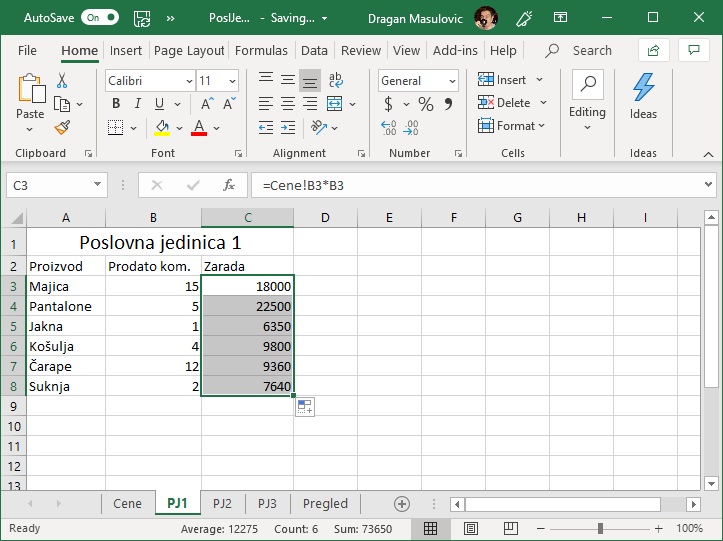 AutoSave On PoslJe... - Saving... Dragan Masulovic
File Home Insert Page Layout Formulas Data Review View Add-ins Help Search
Calibri 11 ab c General Insert
Paste B I U A A $ % Delete Editing Ideas
A Format
Clipboard Font Alignment Number Cells Ideas
C3 fx =Cene!B3*B3
A B C D E F G H I
1 Poslovna jedinica 1
2 Proizvod Prodato kom. Zarada
3 Majica 15 18000
4 Pantalone 5 22500
5 Jakna 1 6350
6 Košulja 4 9800
7 Čarape 12 9360
8 Suknja 2 7640
9
10
11
12
13
Cene PJ1 PJ2 PJ3 Pregled
Ready Average: 12275 Count: 6 Sum: 73650 100%